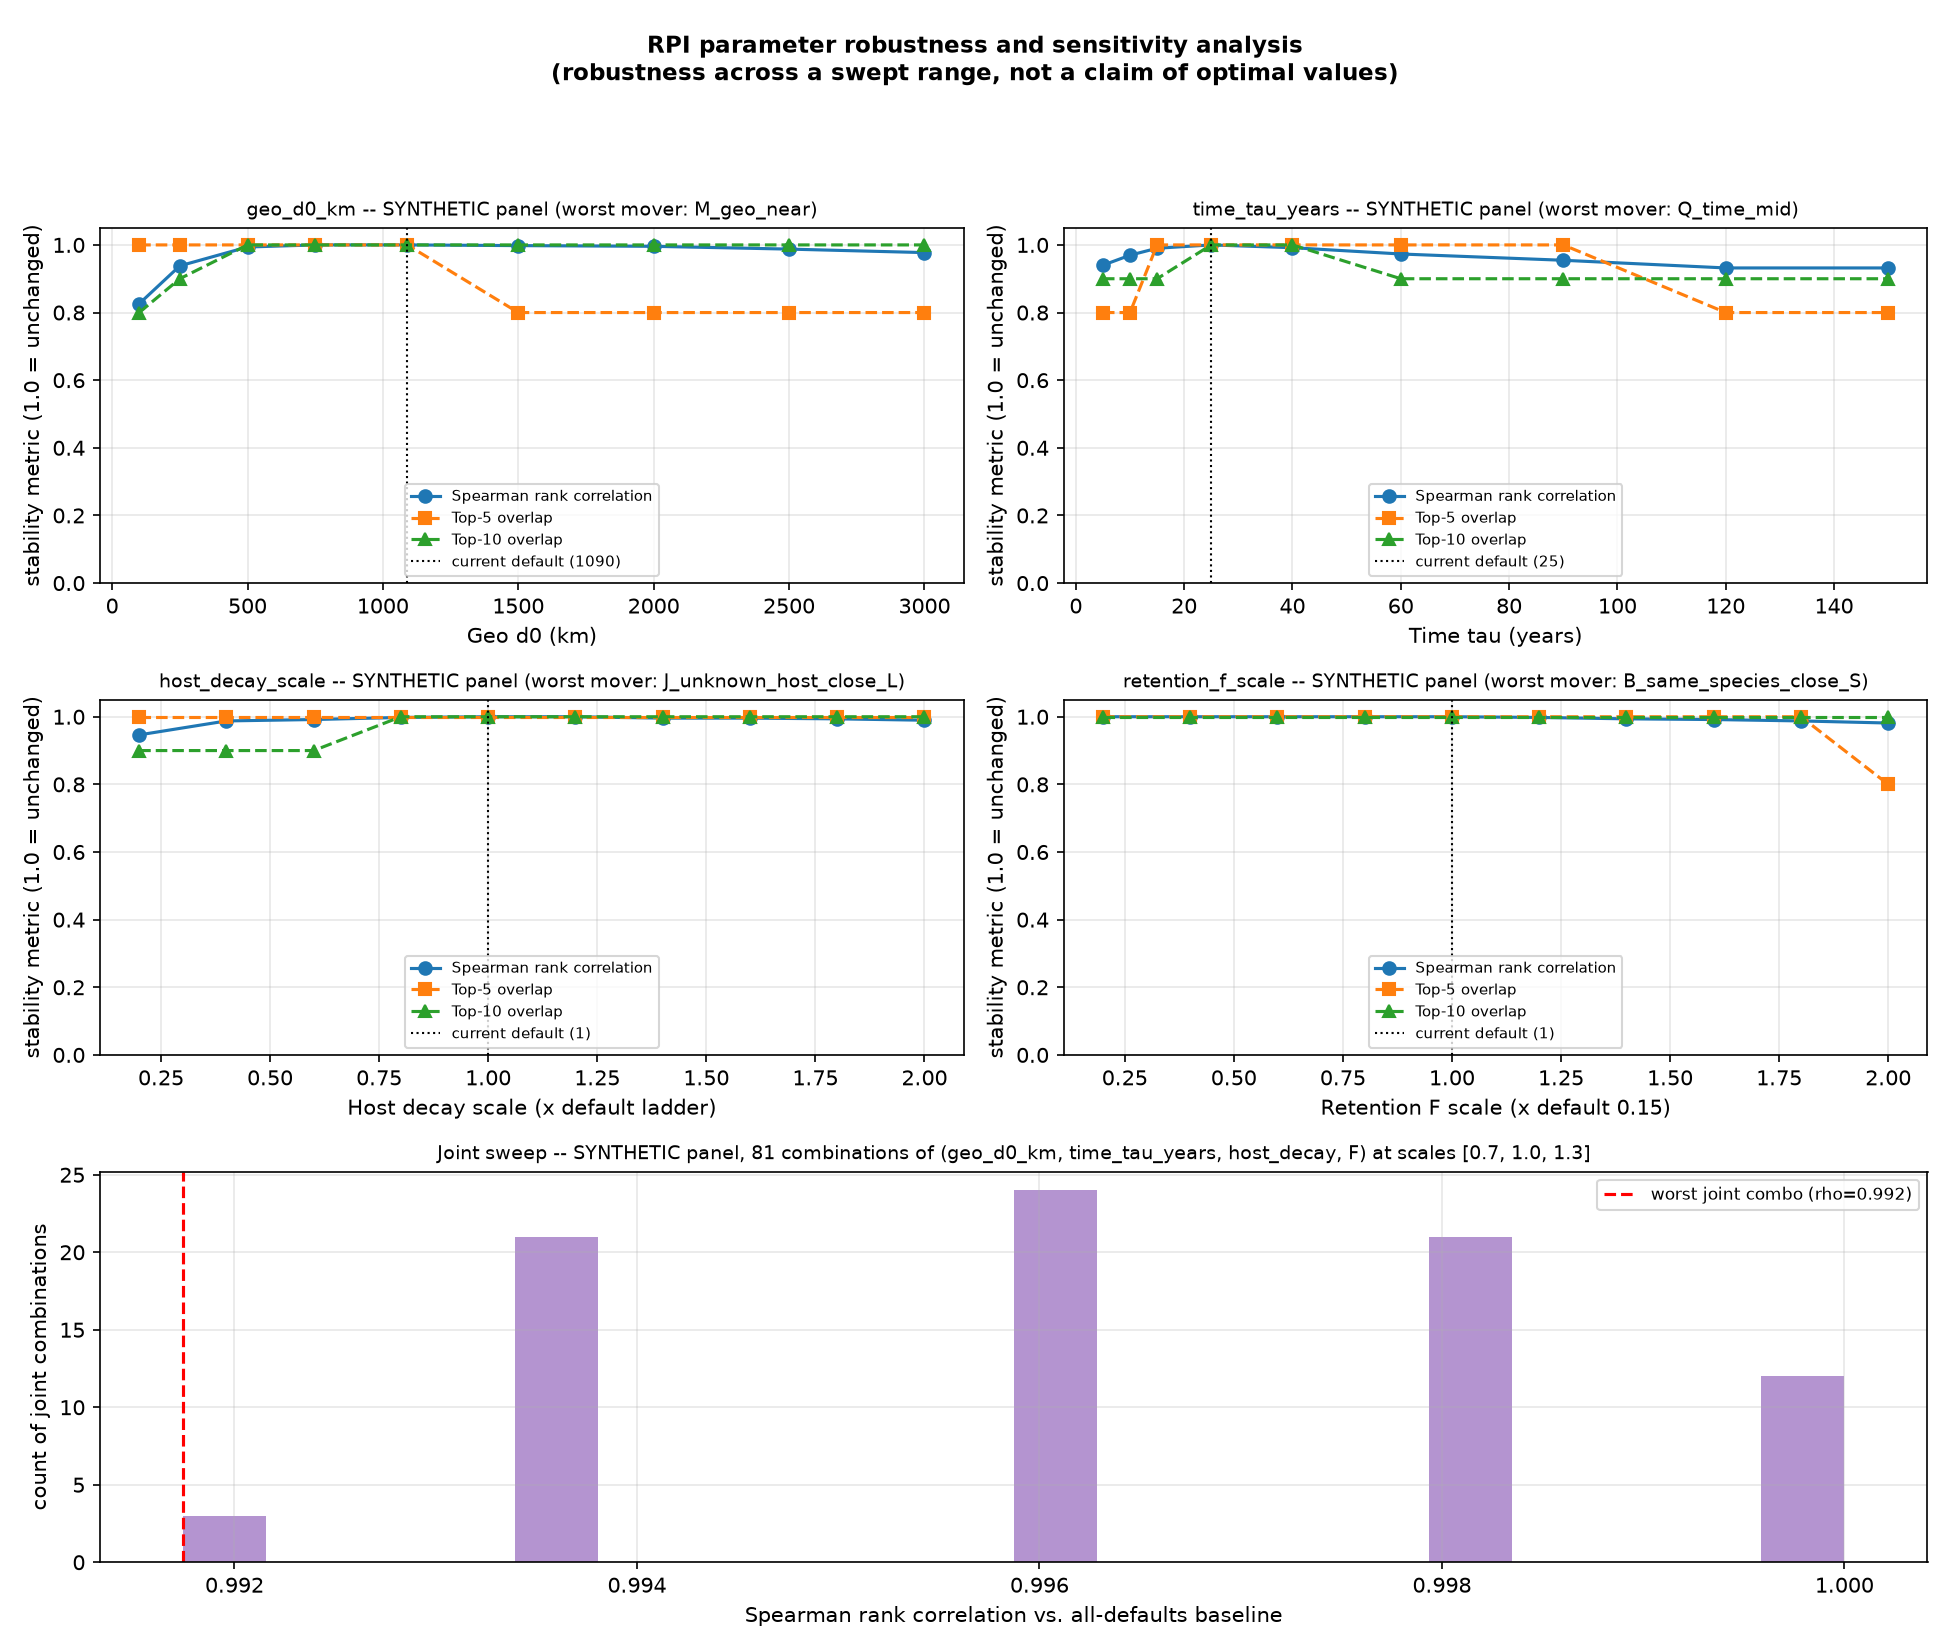 RPI parameter robustness and sensitivity analysis
(robustness across a swept range, not a claim of optimal values)
geo_d0_km -- SYNTHETIC panel (worst mover: M_geo_near)
stability metric (1.0 = unchanged)
1.0
0.8
0.6
0.4
0.2
0.0
Spearman rank correlation
Top-5 overlap
Top-10 overlap
current default (1090)
0 500 1000 1500 2000 2500 3000
Geo d0 (km)
time_tau_years -- SYNTHETIC panel (worst mover: Q_time_mid)
stability metric (1.0 = unchanged)
1.0
0.8
0.6
0.4
0.2
0.0
Spearman rank correlation
Top-5 overlap
Top-10 overlap
current default (25)
0 20 40 60 80 100 120 140
Time tau (years)
host_decay_scale -- SYNTHETIC panel (worst mover: J_unknown_host_close_L)
stability metric (1.0 = unchanged)
1.0
0.8
0.6
0.4
0.2
0.0
Spearman rank correlation
Top-5 overlap
Top-10 overlap
current default (1)
0.25 0.50 0.75 1.00 1.25 1.50 1.75 2.00
Host decay scale (x default ladder)
retention_f_scale -- SYNTHETIC panel (worst mover: B_same_species_close_S)
stability metric (1.0 = unchanged)
1.0
0.8
0.6
0.4
0.2
0.0
Spearman rank correlation
Top-5 overlap
Top-10 overlap
current default (1)
0.25 0.50 0.75 1.00 1.25 1.50 1.75 2.00
Retention F scale (x default 0.15)
Joint sweep -- SYNTHETIC panel, 81 combinations of (geo_d0_km, time_tau_years, host_decay, F) at scales [0.7, 1.0, 1.3]
count of joint combinations
25
20
15
10
5
0
worst joint combo (rho=0.992)
0.992 0.994 0.996 0.998 1.000
Spearman rank correlation vs. all-defaults baseline